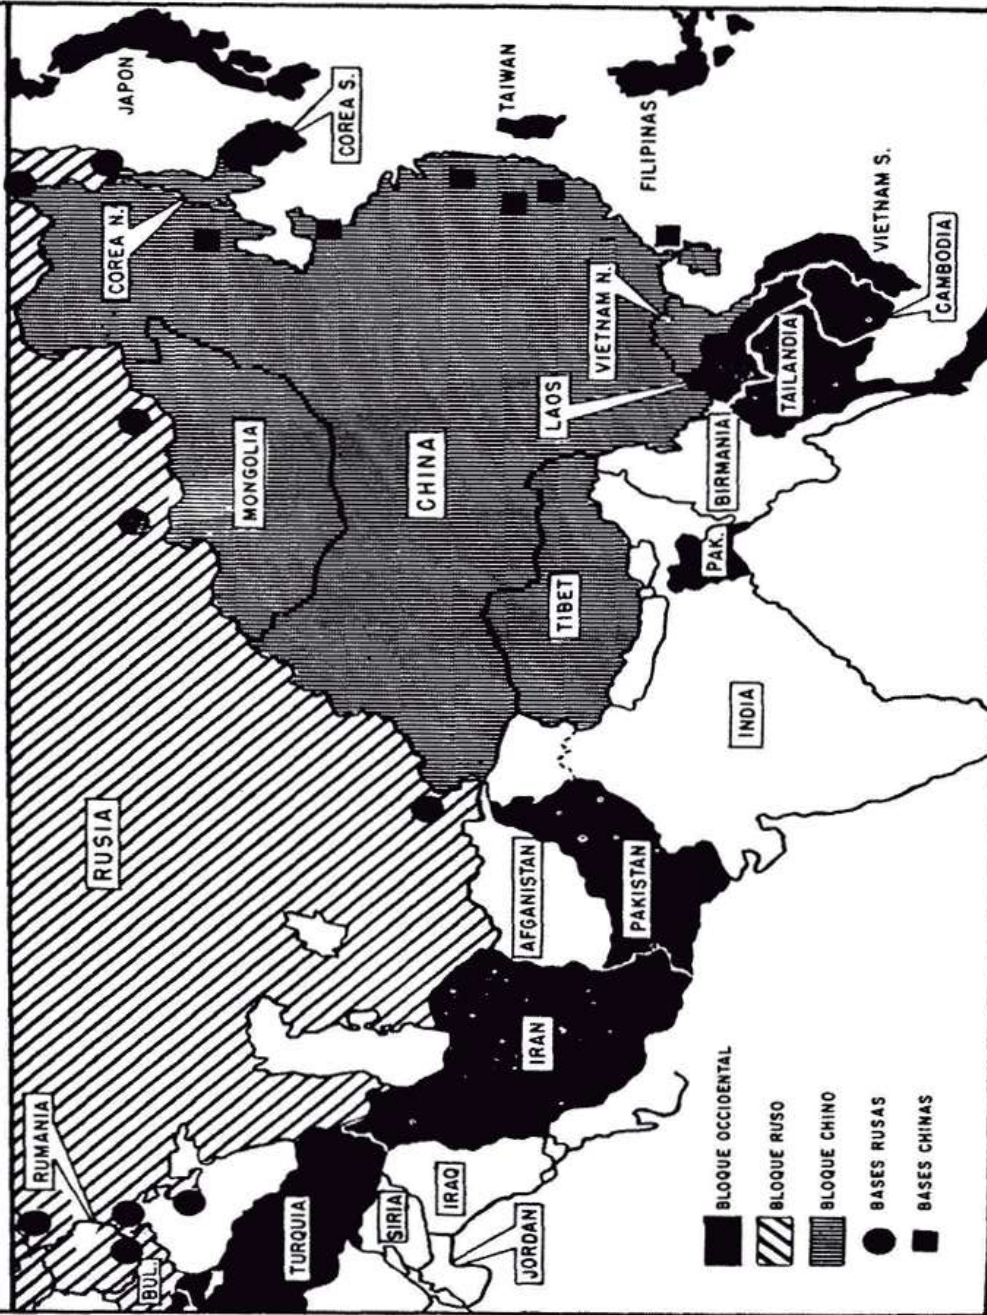 RUMANIA
BUL.
RUSIA
TURQUIA
SIRIA
IRAQ
JORDAN
IRAN
AFGANISTAN
PAKISTAN
INDIA
TIBET
MONGOLIA
CHINA
PAK.
BIRMANIA
LAOS
VIETNAM N.
TAILANDIA
CAMBODIA
VIETNAM S.
FILIPINAS
TAIWAN
COREA N.
COREA S.
JAPON
BLOQUE OCCIDENTAL
BLOQUE RUSO
BLOQUE CHINO
BASES RUSAS
BASES CHINAS